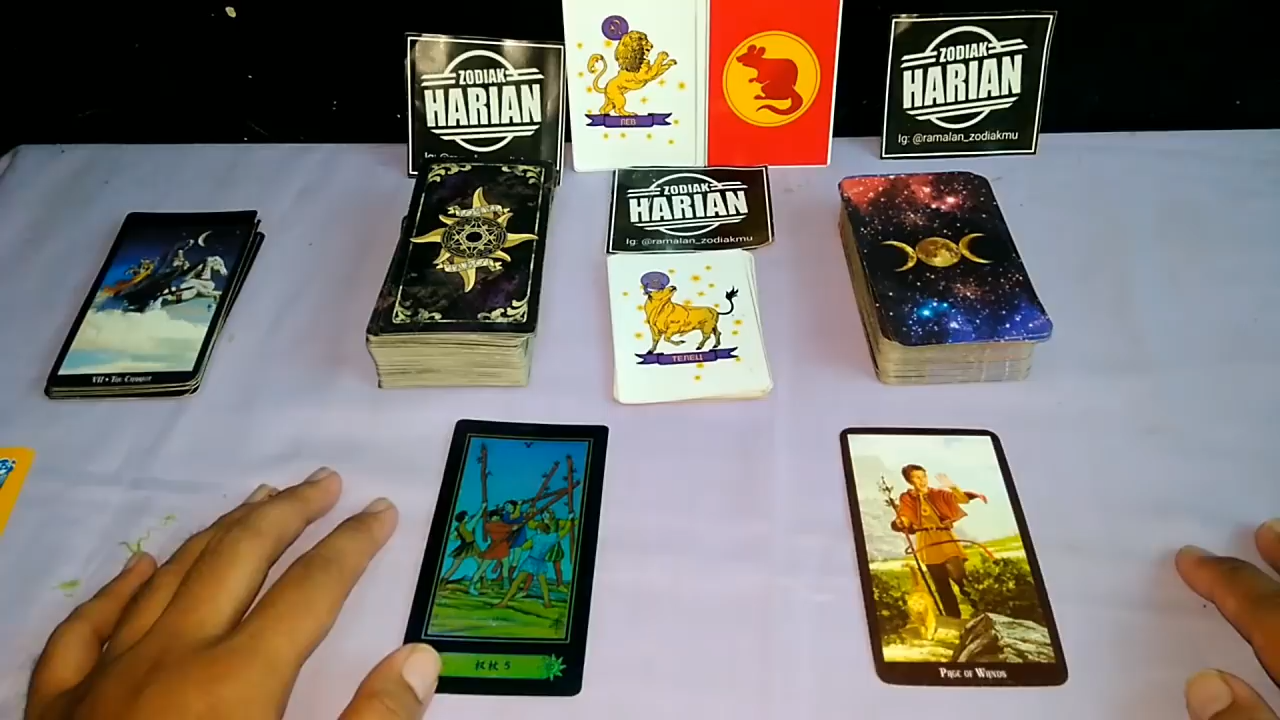 ZODIAK
HARIAN
ЛЕВ
ZODIAK
HARIAN
Ig: @ramalan_zodiakmu
ZODIAK
HARIAN
Ig: @ramalan_zodiakmu
ТЕЛЕЦ
VII • The Chariot
V
5
Page of Wands